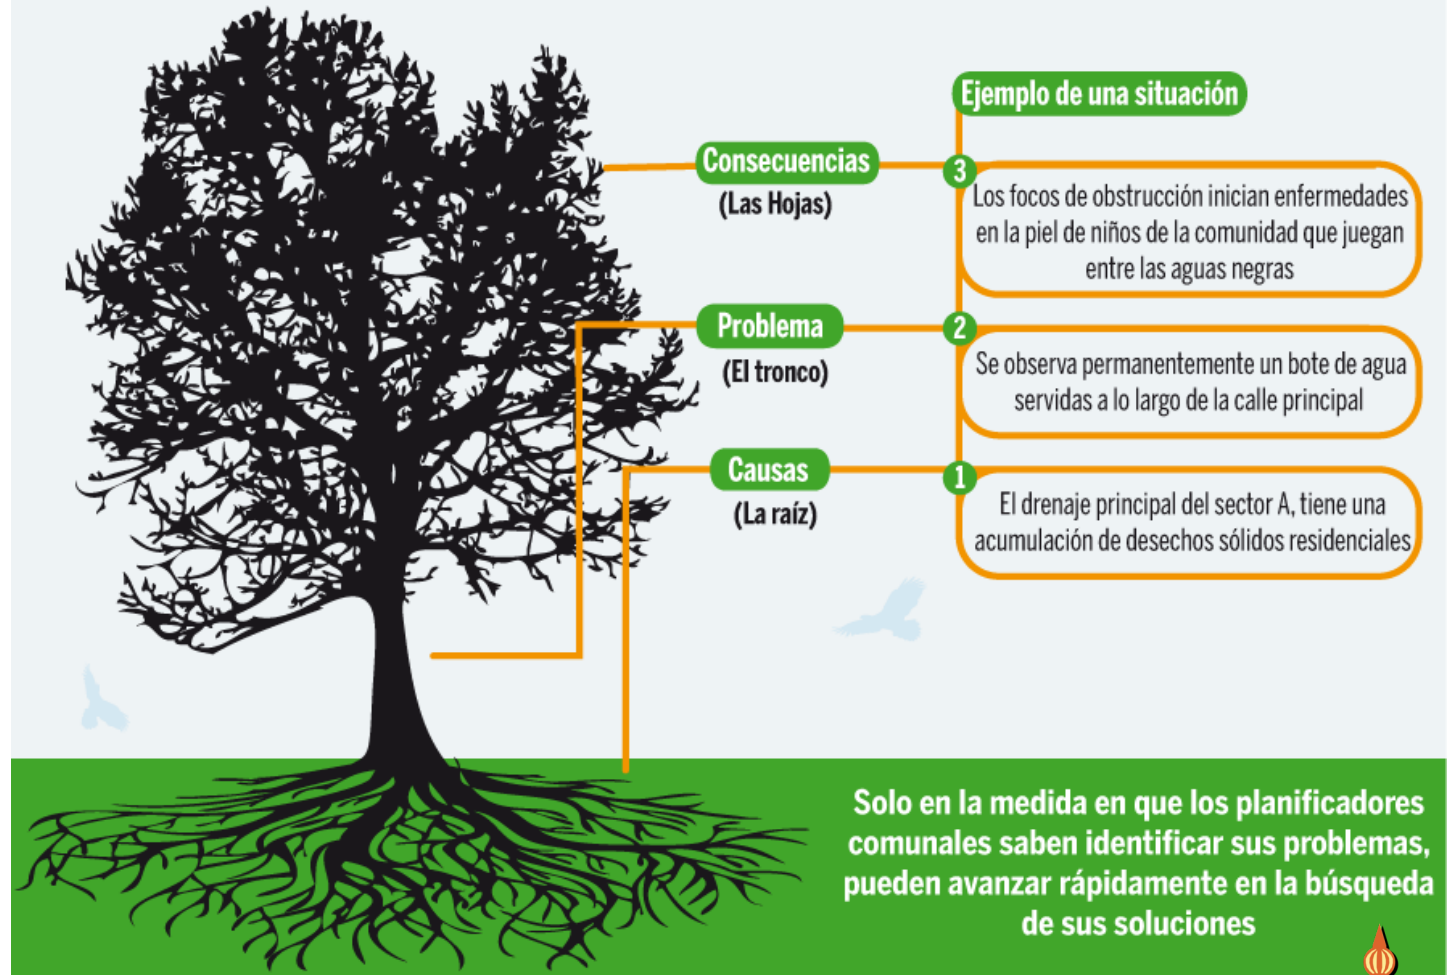 Ejemplo de una situación
Consecuencias
(Las Hojas)
3
Los focos de obstrucción inician enfermedades
en la piel de niños de la comunidad que juegan
entre las aguas negras
Problema
(El tronco)
2
Se observa permanentemente un bote de agua
servidas a lo largo de la calle principal
Causas
(La raíz)
1
El drenaje principal del sector A, tiene una
acumulación de desechos sólidos residenciales
Solo en la medida en que los planificadores
comunales saben identificar sus problemas,
pueden avanzar rápidamente en la búsqueda
de sus soluciones